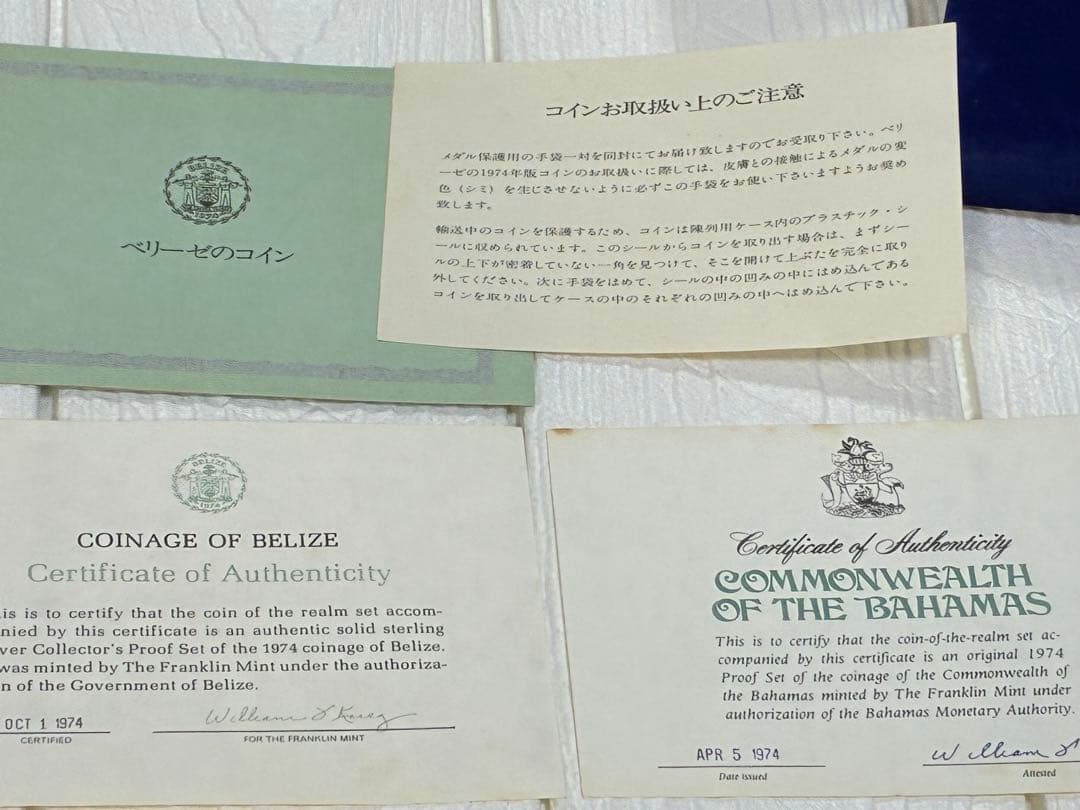 BELIZE
1974
ベリーゼのコイン
コインお取扱い上のご注意
メダル保護用の手袋一対を同封にてお届け致しますのでお受取り下さい。ベリ
ーゼの1974年版コインのお取扱いに際しては、皮膚との接触によるメダルの変
色（シミ）を生じさせないように必ずこの手袋をお使い下さいますようお奨め
致します。
輸送中のコインを保護するため、コインは陳列用ケース内のプラスチック・シ
ールに収められています。このシールからコインを取り出す場合は、まずシー
ルの上下が密着していない一角を見つけて、そこを開けて上ぶたを完全に取り
外してください。次に手袋をはめて、シールの中の凹みの中にはめ込んである
コインを取り出してケースの中のそれぞれの凹みの中へはめ込んで下さい。
BELIZE
1974
COINAGE OF BELIZE
Certificate of Authenticity
is is to certify that the coin of the realm set accom-
nied by this certificate is an authentic solid sterling
ver Collector's Proof Set of the 1974 coinage of Belize.
was minted by The Franklin Mint under the authoriza-
n of the Government of Belize.
OCT 1 1974
CERTIFIED
FOR THE FRANKLIN MINT
Certificate of Authenticity
COMMONWEALTH
OF THE BAHAMAS
This is to certify that the coin-of-the-realm set ac-
companied by this certificate is an original 1974
Proof Set of the coinage of the Commonwealth of
the Bahamas minted by The Franklin Mint under
authorization of the Bahamas Monetary Authority.
APR 5 1974
Date issued
William
Attested